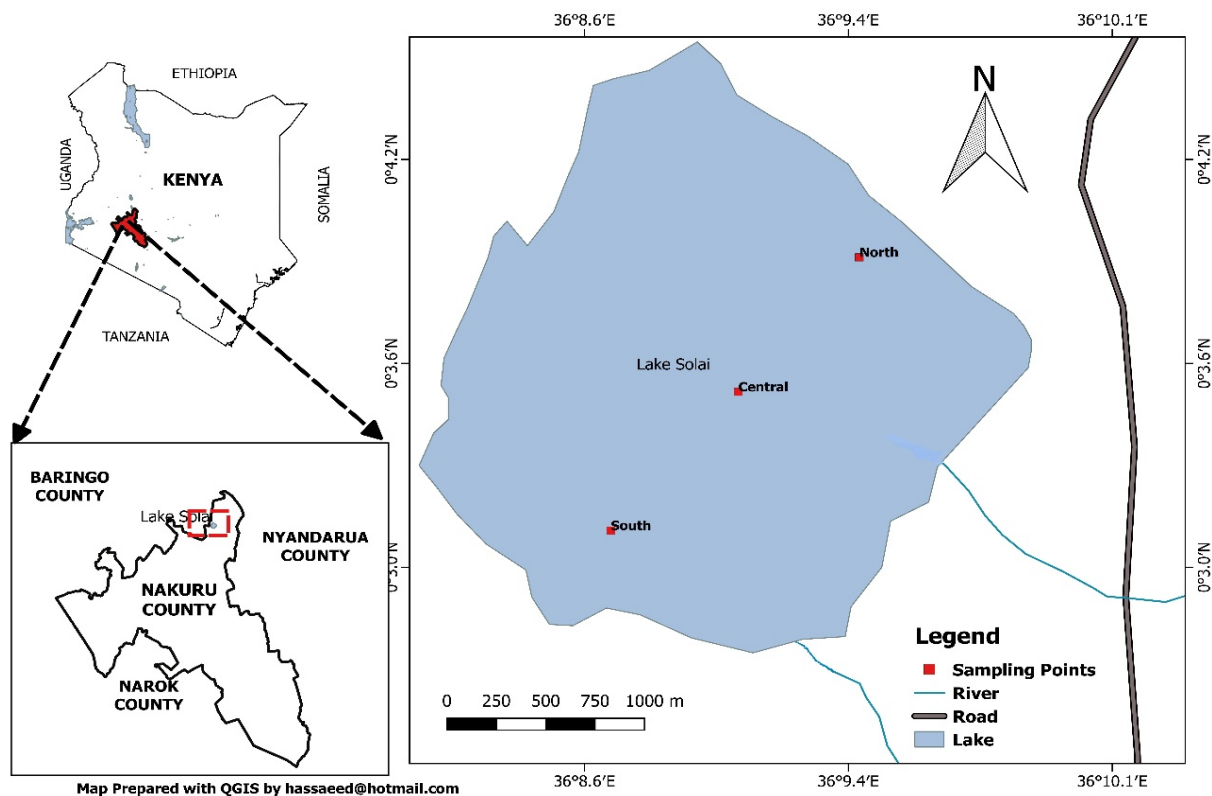 ETHIOPIA
UGANDA
KENYA
SOMALIA
TANZANIA
BARINGO
COUNTY
Lake Solai
NYANDARUA
COUNTY
NAKURU
COUNTY
NAROK
COUNTY
Map Prepared with QGIS by hassaeed@hotmail.com
36°8.6′E
36°9.4′E
36°10.1′E
0°4.2′N
0°4.2′N
N
North
0°3.6′N
0°3.6′N
Lake Solai
Central
South
0°3.0′N
0°3.0′N
0 250 500 750 1000 m
Legend
Sampling Points
River
Road
Lake
36°8.6′E
36°9.4′E
36°10.1′E